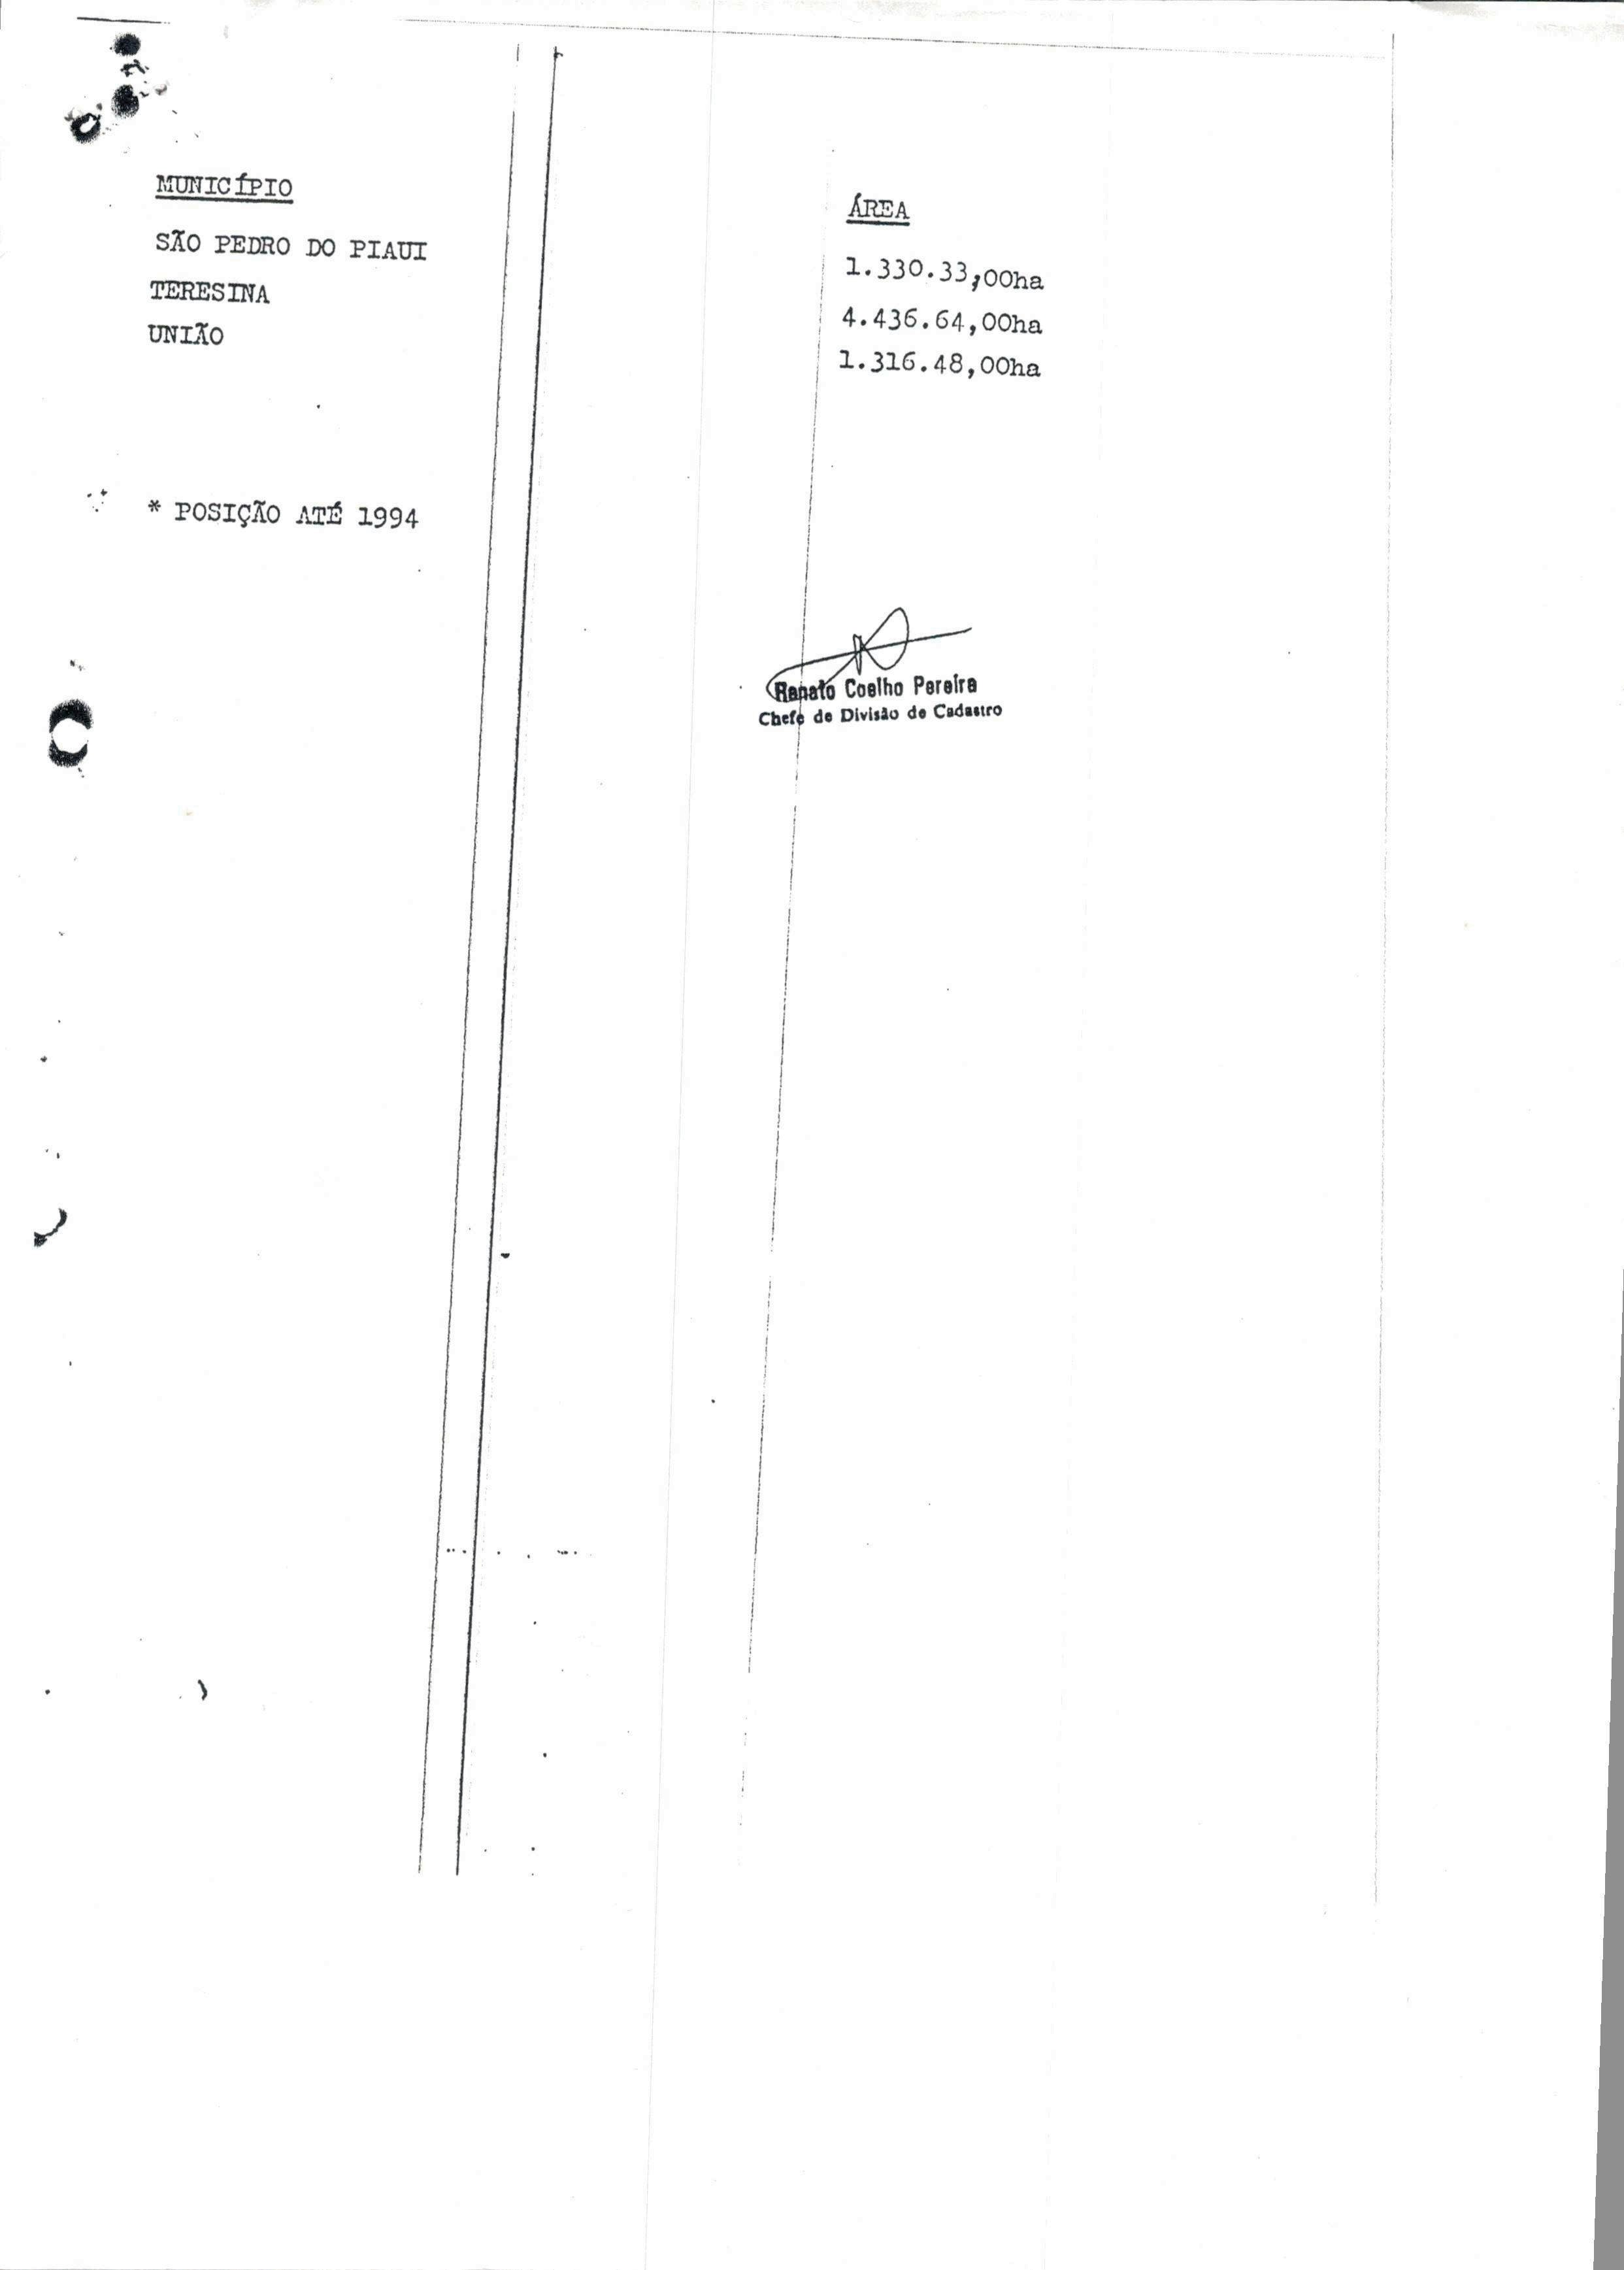 MUNICÍPIO ÁREA
SÃO PEDRO DO PIAUI 1.330.33,00ha
TERESINA 4.436.64,00ha
UNIÃO 1.316.48,00ha
* POSIÇÃO ATÉ 1994
Renato Coelho Pereira
Chefe de Divisão de Cadastro